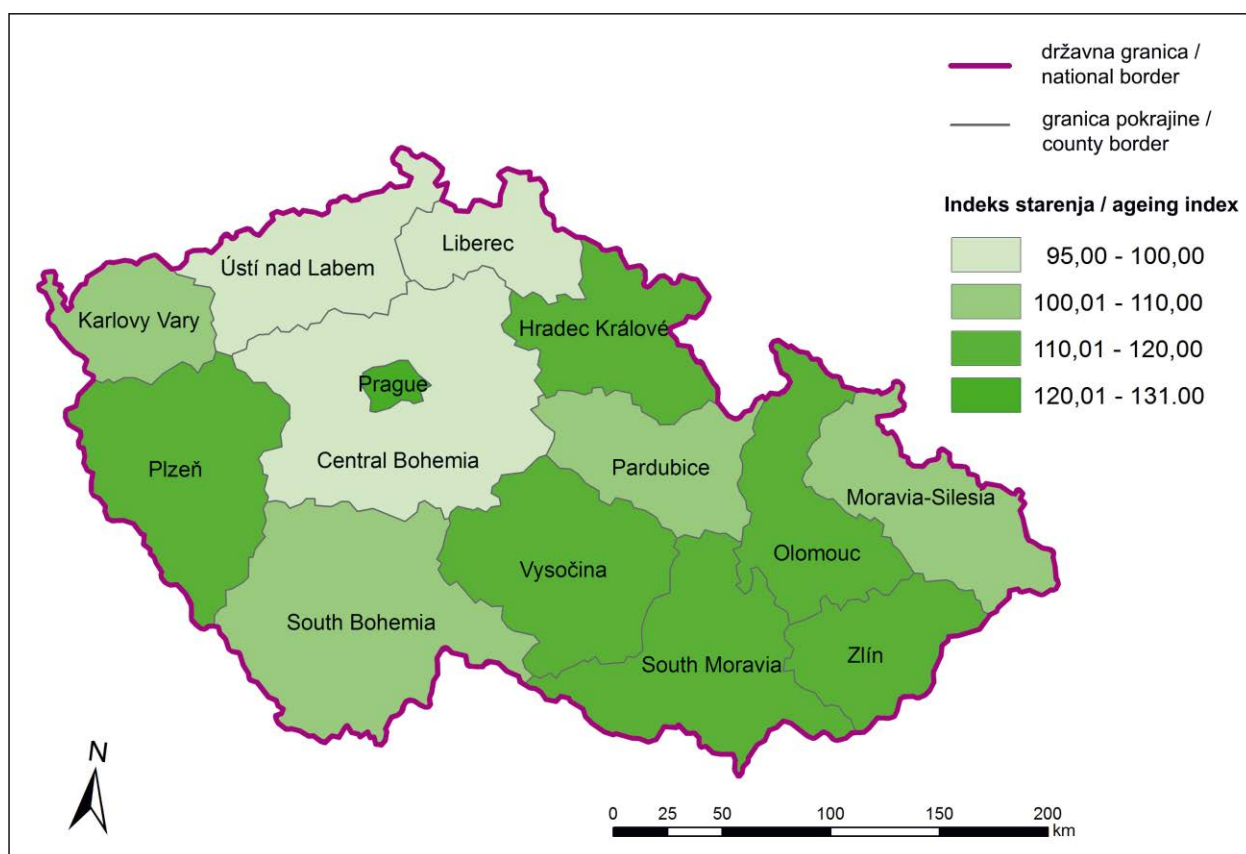 državna granica /
national border
granica pokrajine /
county border
Indeks starenja / ageing index
95,00 - 100,00
100,01 - 110,00
110,01 - 120,00
120,01 - 131.00
Liberec
Ústí nad Labem
Karlovy Vary
Hradec Králové
Prague
Plzeň
Central Bohemia
Pardubice
Moravia-Silesia
Olomouc
Vysočina
South Bohemia
South Moravia
Zlín
N
0 25 50 100 150 200
km